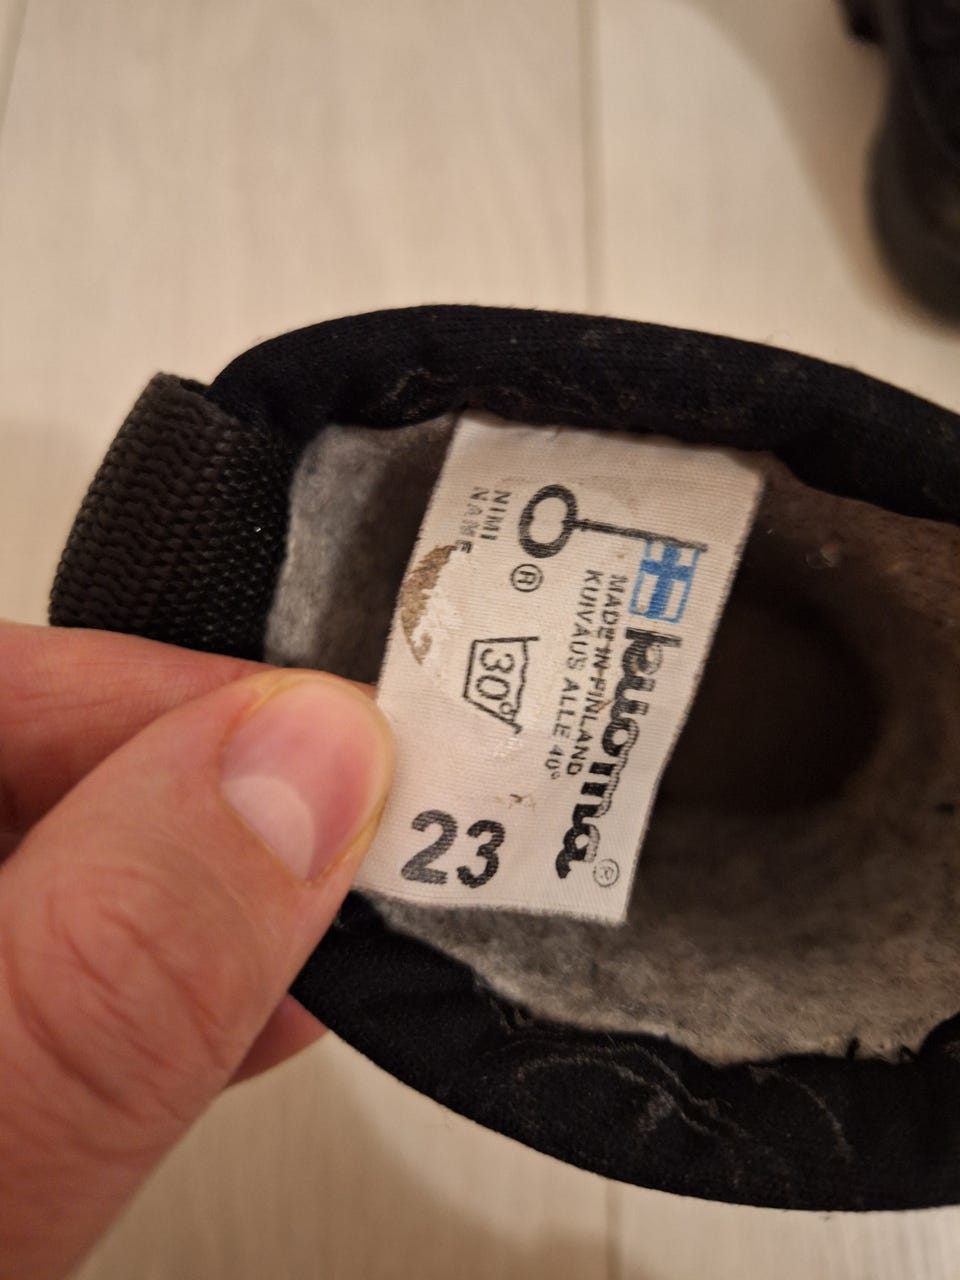 kuoma®
MADE IN FINLAND
KUIVAUS ALLE 40°
®
30°
NIMI
NAME
23